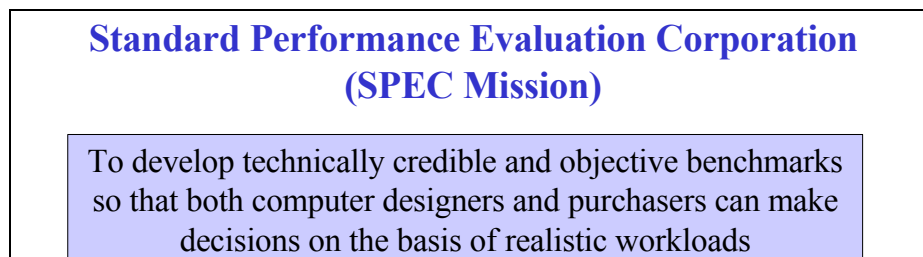 Standard Performance Evaluation Corporation
(SPEC Mission)
To develop technically credible and objective benchmarks
so that both computer designers and purchasers can make
decisions on the basis of realistic workloads